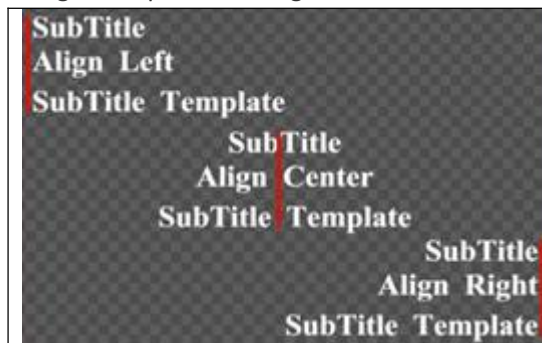 SubTitle
Align Left
SubTitle Template
SubTitle
Align Center
SubTitle Template
SubTitle
Align Right
SubTitle Template